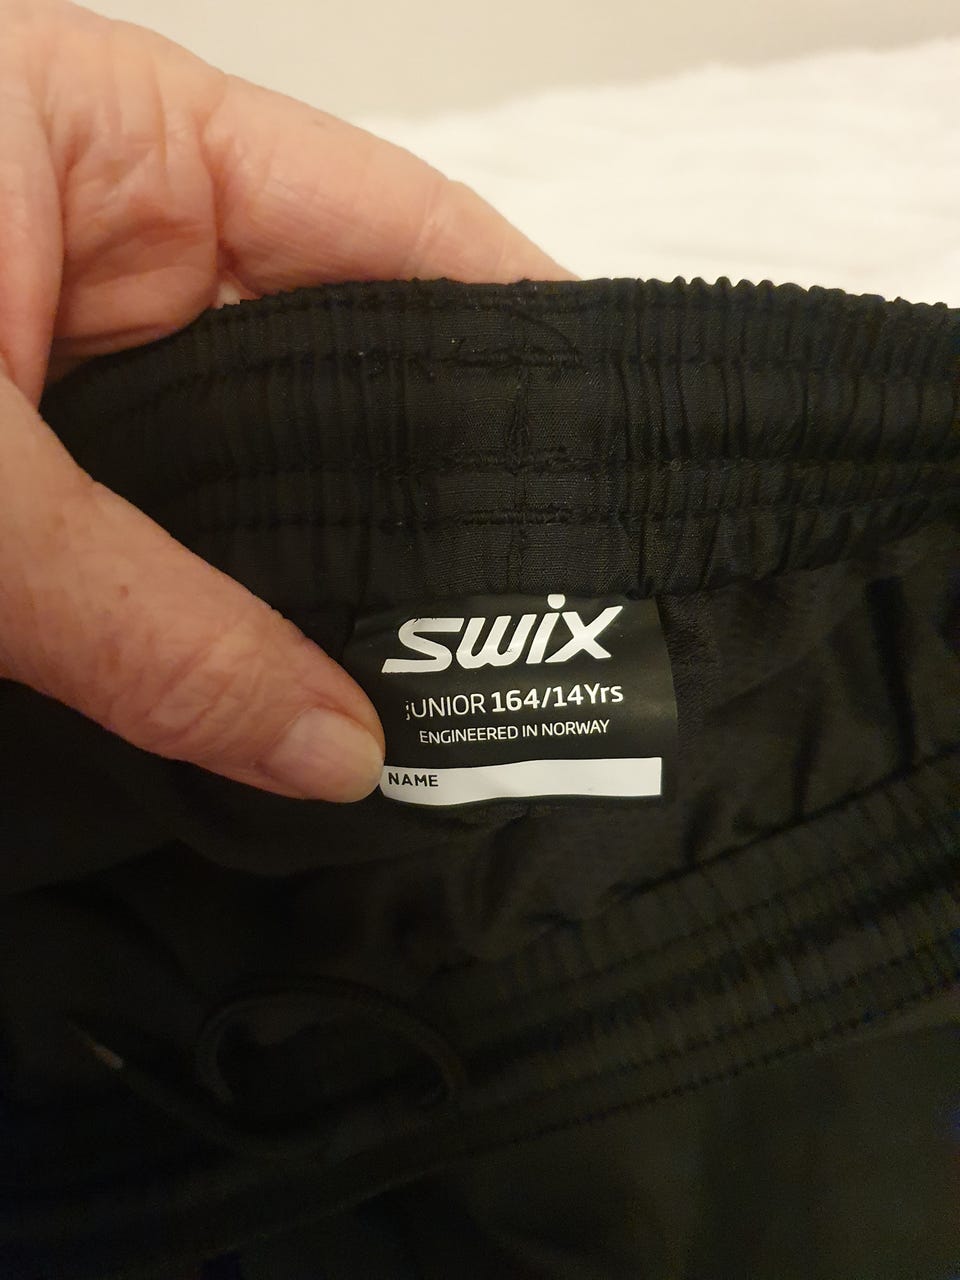 SWIX
JUNIOR 164/14Yrs
ENGINEERED IN NORWAY
NAME